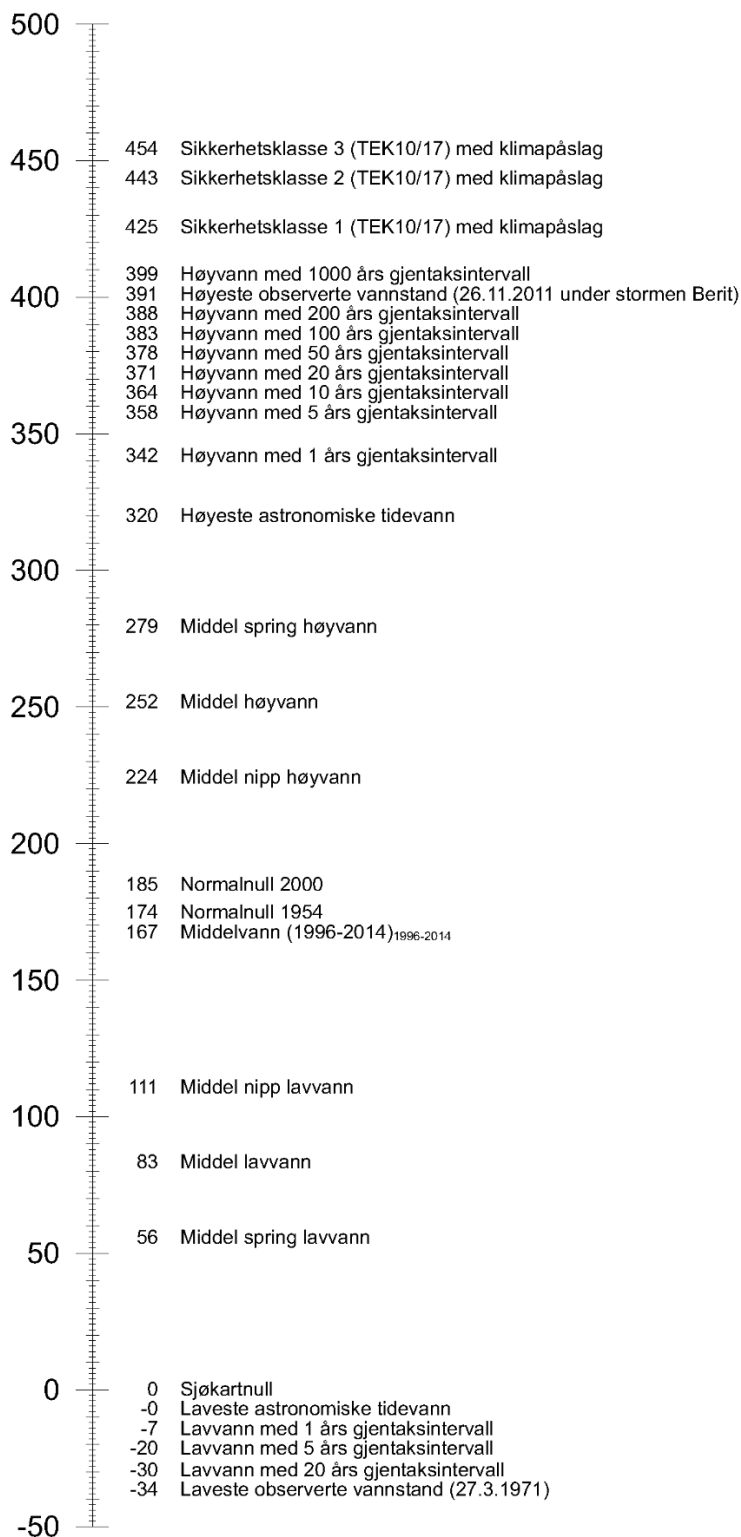 500
454 Sikkerhetsklasse 3 (TEK10/17) med klimapåslag
450
443 Sikkerhetsklasse 2 (TEK10/17) med klimapåslag
425 Sikkerhetsklasse 1 (TEK10/17) med klimapåslag
399 Høyvann med 1000 års gjentaksintervall
400
391 Høyeste observerte vannstand (26.11.2011 under stormen Berit)
388 Høyvann med 200 års gjentaksintervall
383 Høyvann med 100 års gjentaksintervall
378 Høyvann med 50 års gjentaksintervall
371 Høyvann med 20 års gjentaksintervall
364 Høyvann med 10 års gjentaksintervall
358 Høyvann med 5 års gjentaksintervall
350
342 Høyvann med 1 års gjentaksintervall
320 Høyeste astronomiske tidevann
300
279 Middel spring høyvann
252 Middel høyvann
250
224 Middel nipp høyvann
200
185 Normalnull 2000
174 Normalnull 1954
167 Middelvann (1996-2014)1996-2014
150
111 Middel nipp lavvann
100
83 Middel lavvann
56 Middel spring lavvann
50
0 0 Sjøkartnull
-0 Laveste astronomiske tidevann
-7 Lavvann med 1 års gjentaksintervall
-20 Lavvann med 5 års gjentaksintervall
-30 Lavvann med 20 års gjentaksintervall
-34 Laveste observerte vannstand (27.3.1971)
-50